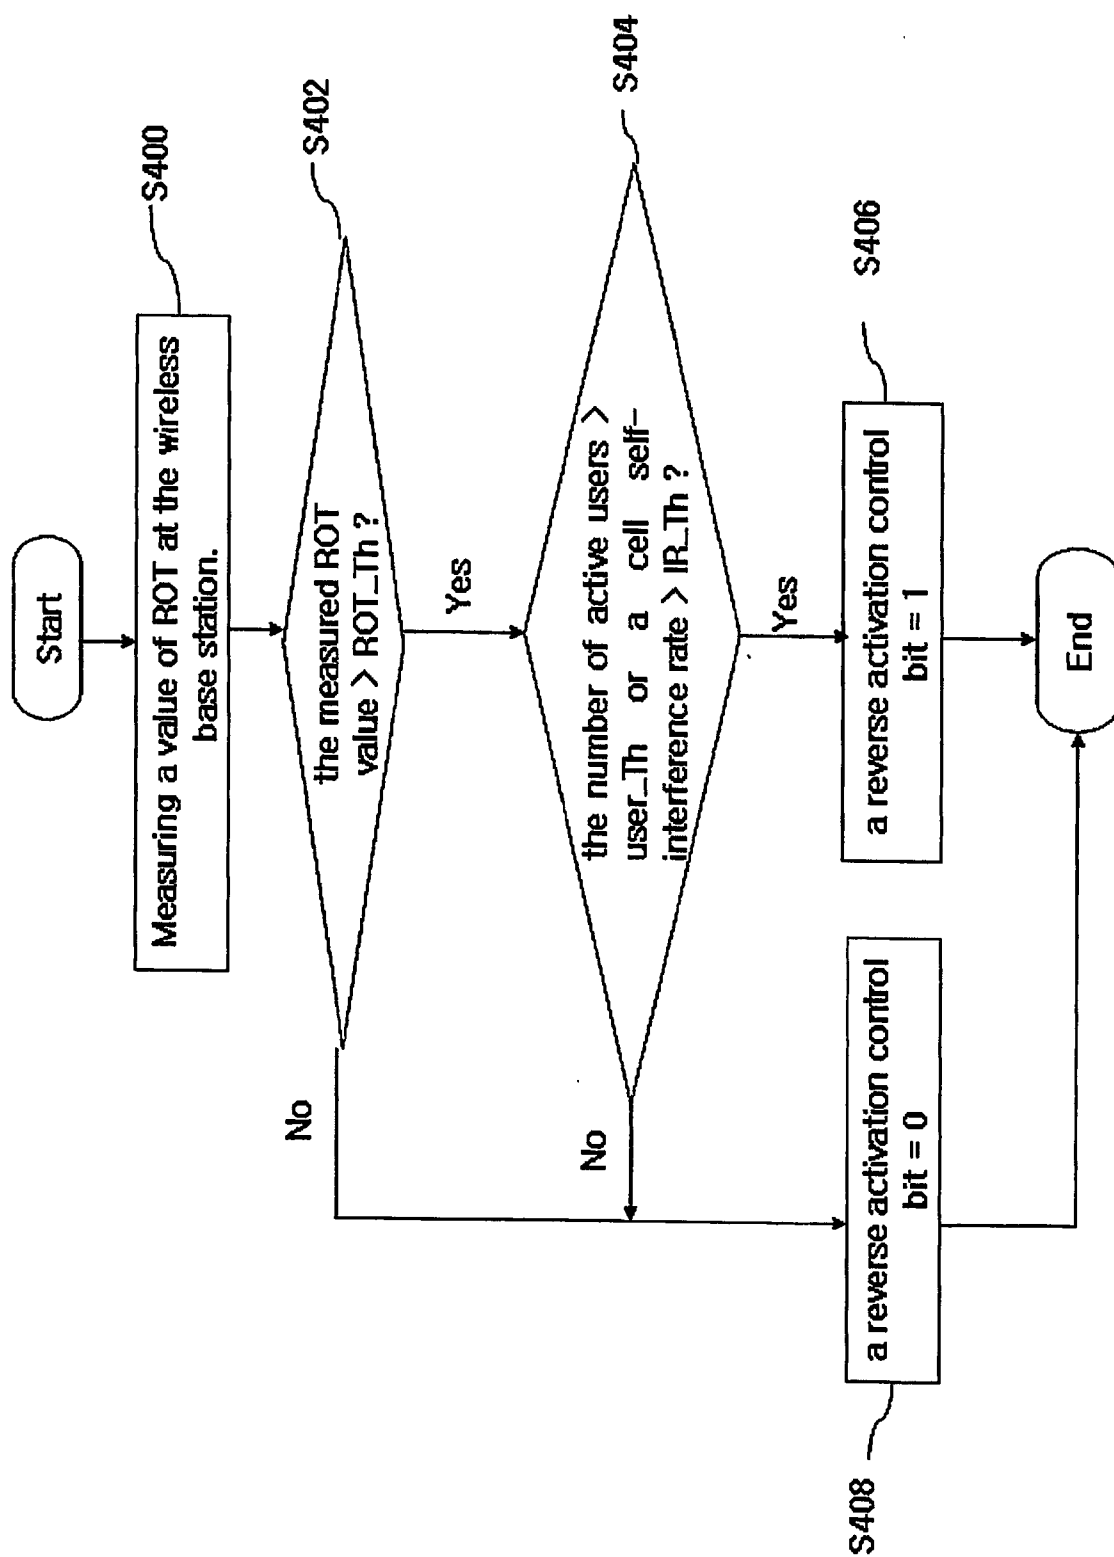 Start
S400
Measuring a value of ROT at the wireless
base station.
S402
the measured ROT
value > ROT_Th ?
No
Yes
S404
the number of active users >
user_Th or a cell self-
interference rate > IR_Th ?
No
Yes
S406
a reverse activation control
bit = 1
S408
a reverse activation control
bit = 0
End